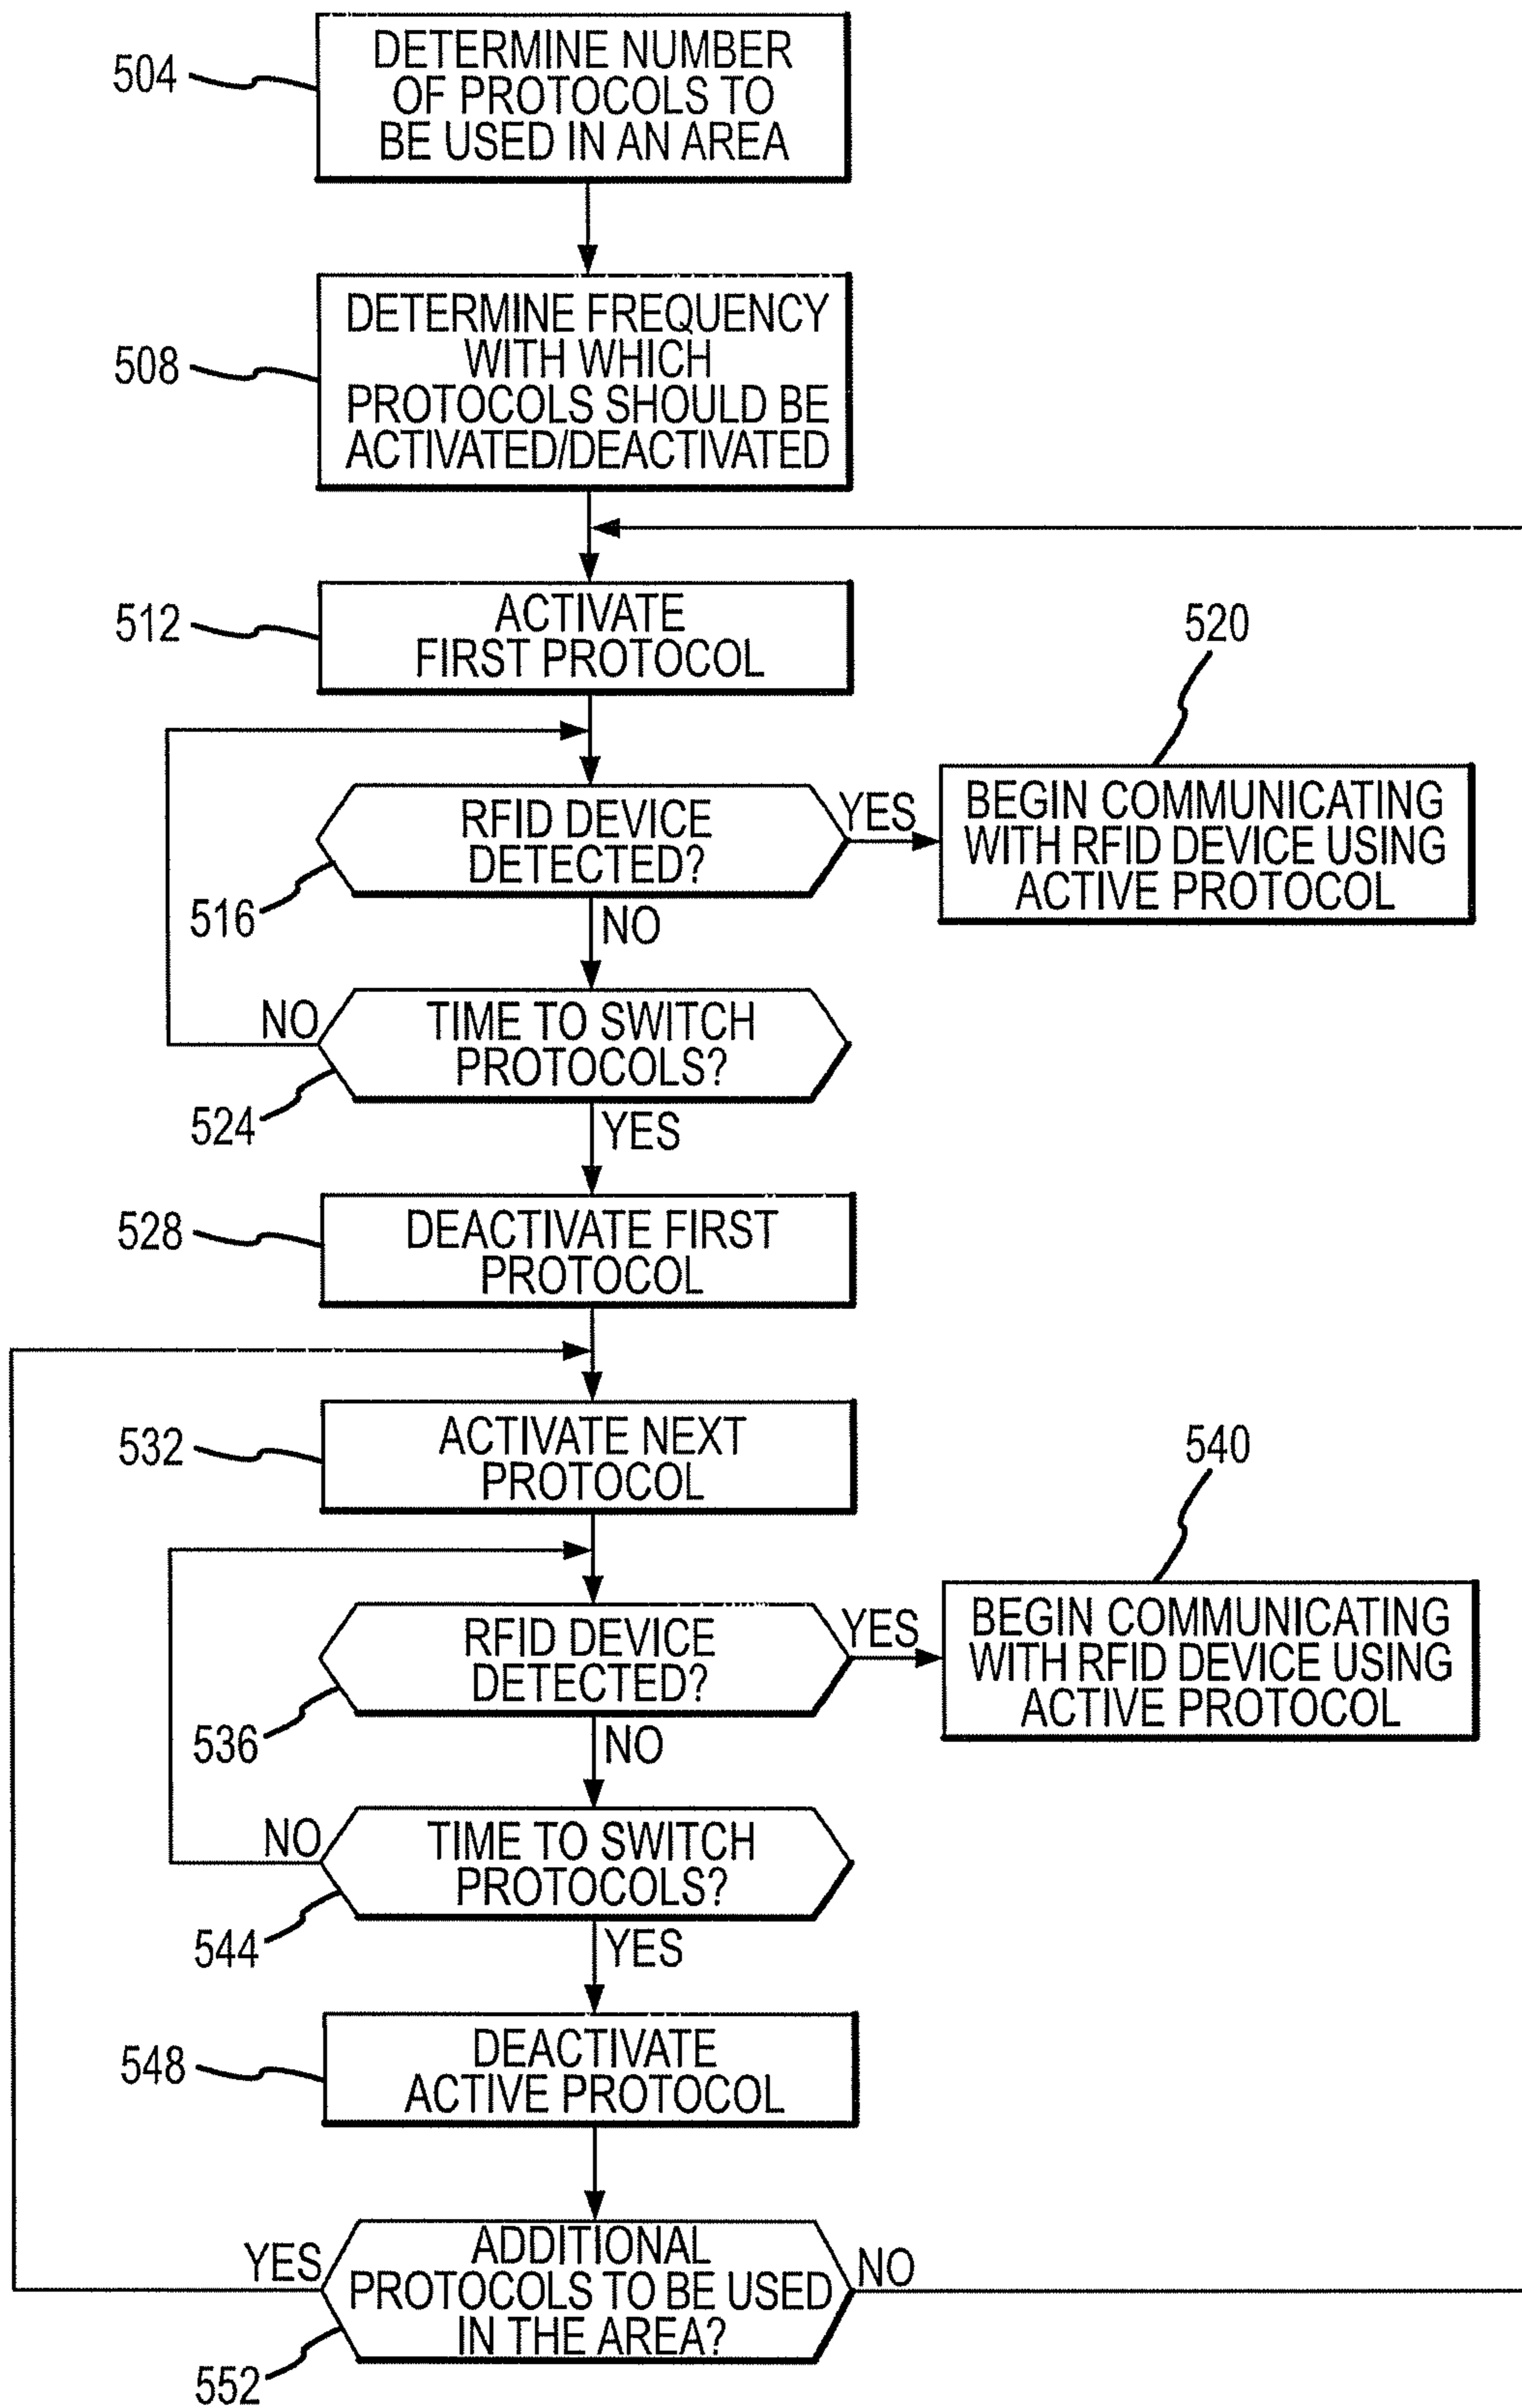 504
DETERMINE NUMBER
OF PROTOCOLS TO
BE USED IN AN AREA
508
DETERMINE FREQUENCY
WITH WHICH
PROTOCOLS SHOULD BE
ACTIVATED/DEACTIVATED
512
ACTIVATE
FIRST PROTOCOL
520
516
RFID DEVICE
DETECTED?
YES
BEGIN COMMUNICATING
WITH RFID DEVICE USING
ACTIVE PROTOCOL
NO
NO
TIME TO SWITCH
PROTOCOLS?
524
YES
528
DEACTIVATE FIRST
PROTOCOL
532
ACTIVATE NEXT
PROTOCOL
540
RFID DEVICE
DETECTED?
YES
BEGIN COMMUNICATING
WITH RFID DEVICE USING
ACTIVE PROTOCOL
536
NO
NO
TIME TO SWITCH
PROTOCOLS?
544
YES
548
DEACTIVATE
ACTIVE PROTOCOL
YES
ADDITIONAL
PROTOCOLS TO BE USED
IN THE AREA?
NO
552